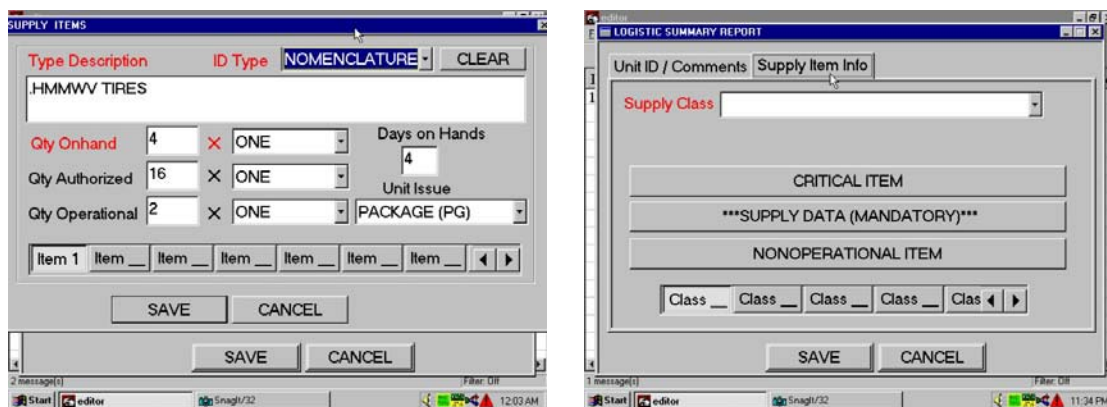 SUPPLY ITEMS
Type Description ID Type NOMENCLATURE CLEAR
.HMMWV TIRES
Qty Onhand 4 × ONE Days on Hands
4
Qty Authorized 16 × ONE
Unit Issue
Qty Operational 2 × ONE PACKAGE (PG)
Item 1 Item __ Item __ Item __ Item __ Item __ Item __
SAVE CANCEL
SAVE CANCEL
2 message(s) Filter: Off
Start editor SnagIt/32 12:03 AM
editor
LOGISTIC SUMMARY REPORT
Unit ID / Comments Supply Item Info
Supply Class
CRITICAL ITEM
***SUPPLY DATA (MANDATORY)***
NONOPERATIONAL ITEM
Class __ Class __ Class __ Class __ Clas
SAVE CANCEL
1 message(s) Filter: Off
Start editor SnagIt/32 11:34 PM